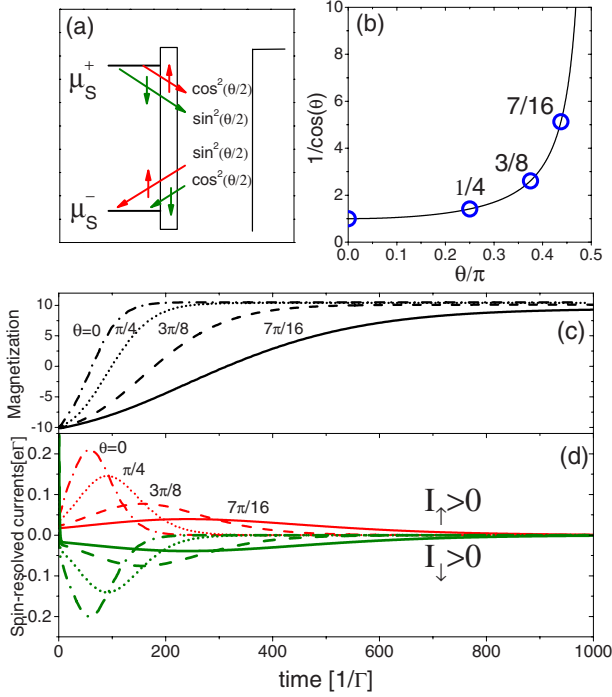 (a)
μ_S^+
cos²(θ/2)
sin²(θ/2)
sin²(θ/2)
cos²(θ/2)
μ_S^-
(b)
1/cos(θ)
10
8
6
4
2
0
7/16
3/8
1/4
0.0 0.1 0.2 0.3 0.4 0.5
θ/π
(c)
Magnetization
10
5
0
-5
-10
θ=0 π/4 3π/8 7π/16
(d)
Spin-resolved currents[eΓ]
0.2
0.1
0.0
0.1
0.2
θ=0
π/4
3π/8
7π/16
I↑>0
I↓>0
0 200 400 600 800 1000
time [1/Γ]